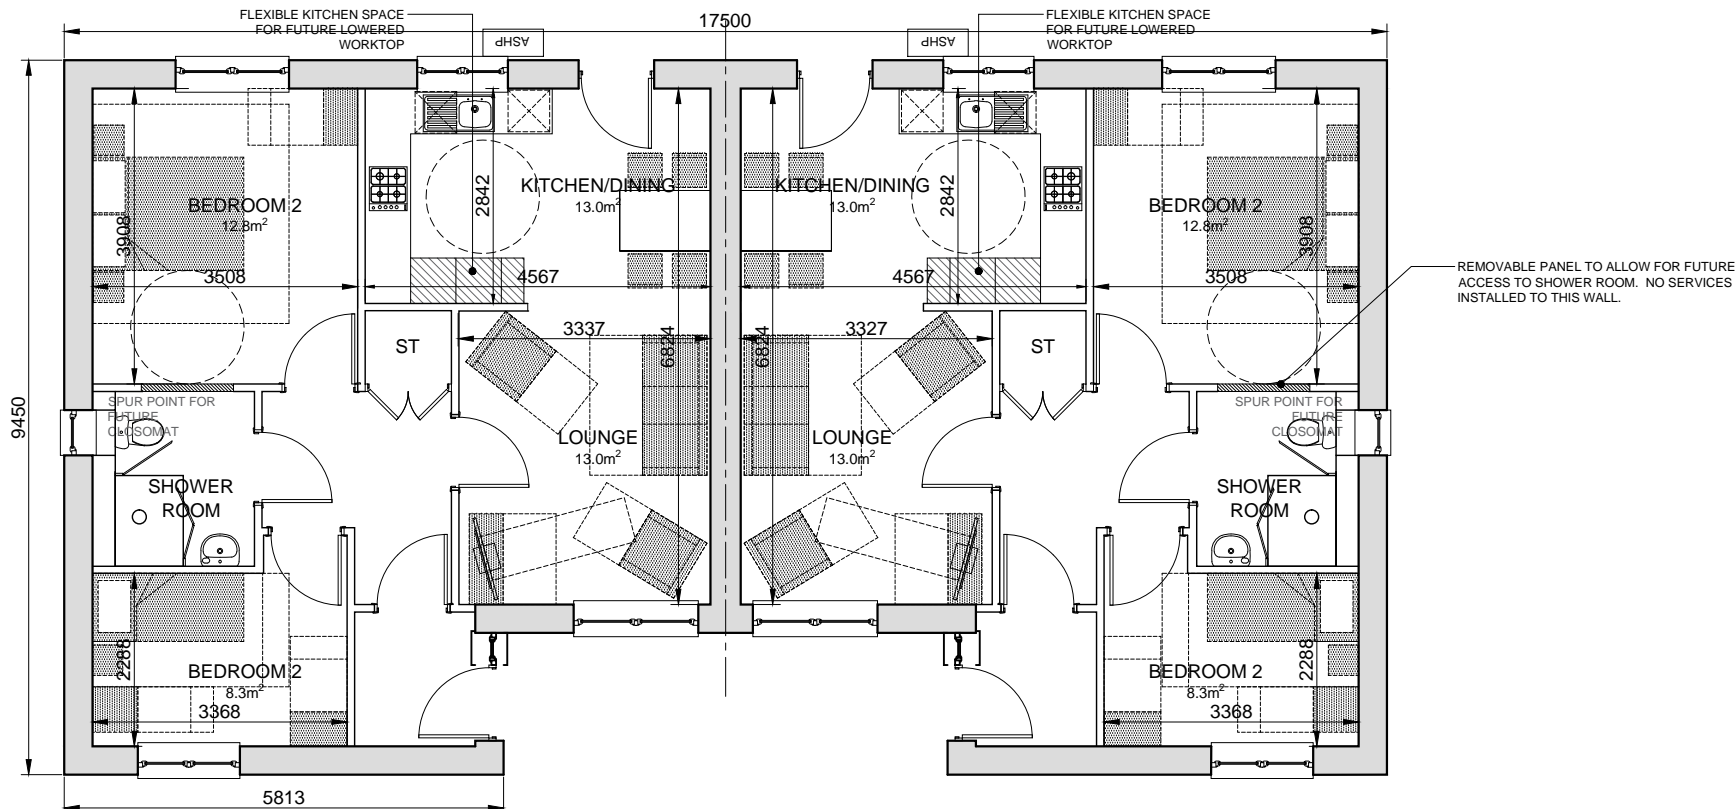 FLEXIBLE KITCHEN SPACE
FOR FUTURE LOWERED
WORKTOP
ASHP
17500
ASHP
FLEXIBLE KITCHEN SPACE
FOR FUTURE LOWERED
WORKTOP
BEDROOM 2
12.8m²
3908
3508
2842
KITCHEN/DINING
13.0m²
4567
KITCHEN/DINING
13.0m²
2842
4567
BEDROOM 2
12.8m²
3908
3508
REMOVABLE PANEL TO ALLOW FOR FUTURE
ACCESS TO SHOWER ROOM. NO SERVICES
INSTALLED TO THIS WALL.
ST
3337
6824
6824
3327
ST
9450
SPUR POINT FOR
FUTURE
CLOSOMAT
LOUNGE
13.0m²
LOUNGE
13.0m²
SPUR POINT FOR
FUTURE
CLOSOMAT
SHOWER
ROOM
SHOWER
ROOM
2288
BEDROOM 2
8.3m²
3368
BEDROOM 2
8.3m²
2288
3368
5813